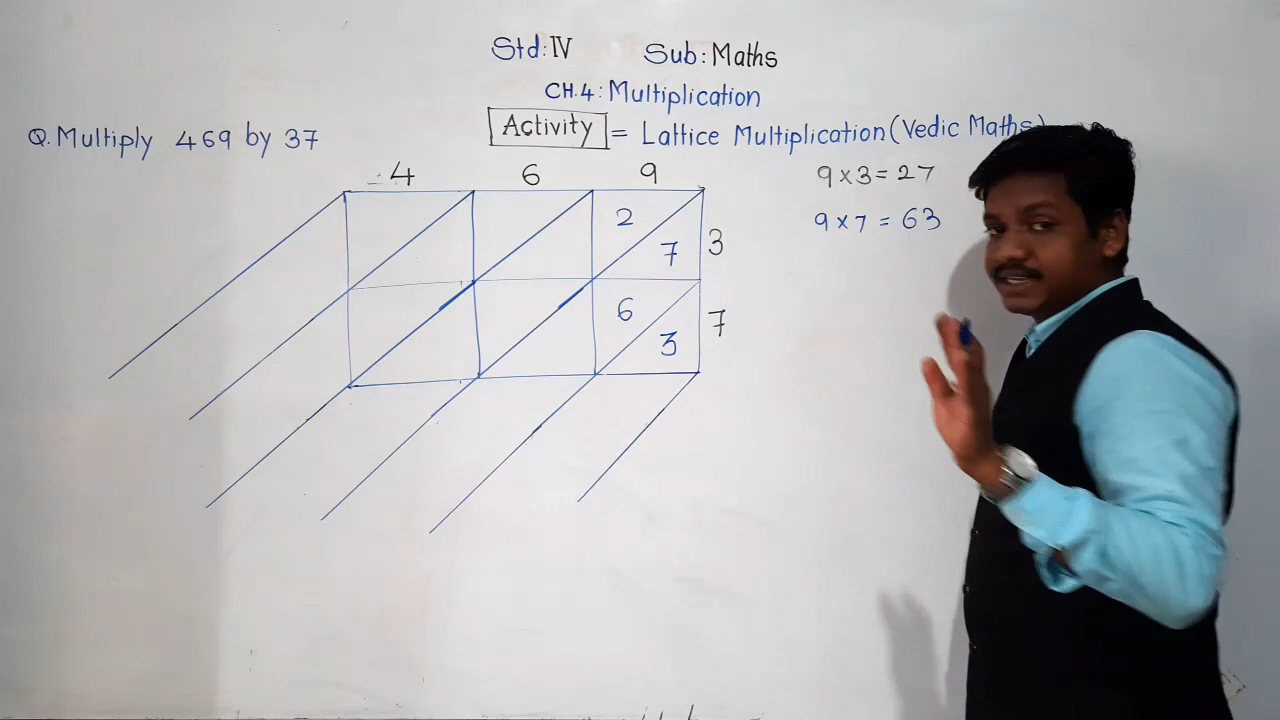 Std: IV Sub: Maths
CH.4: Multiplication
Q. Multiply 469 by 37
Activity = Lattice Multiplication (Vedic Maths)
4 6 9
9 x 3 = 27
9 x 7 = 63
2
7 3
6
7
3